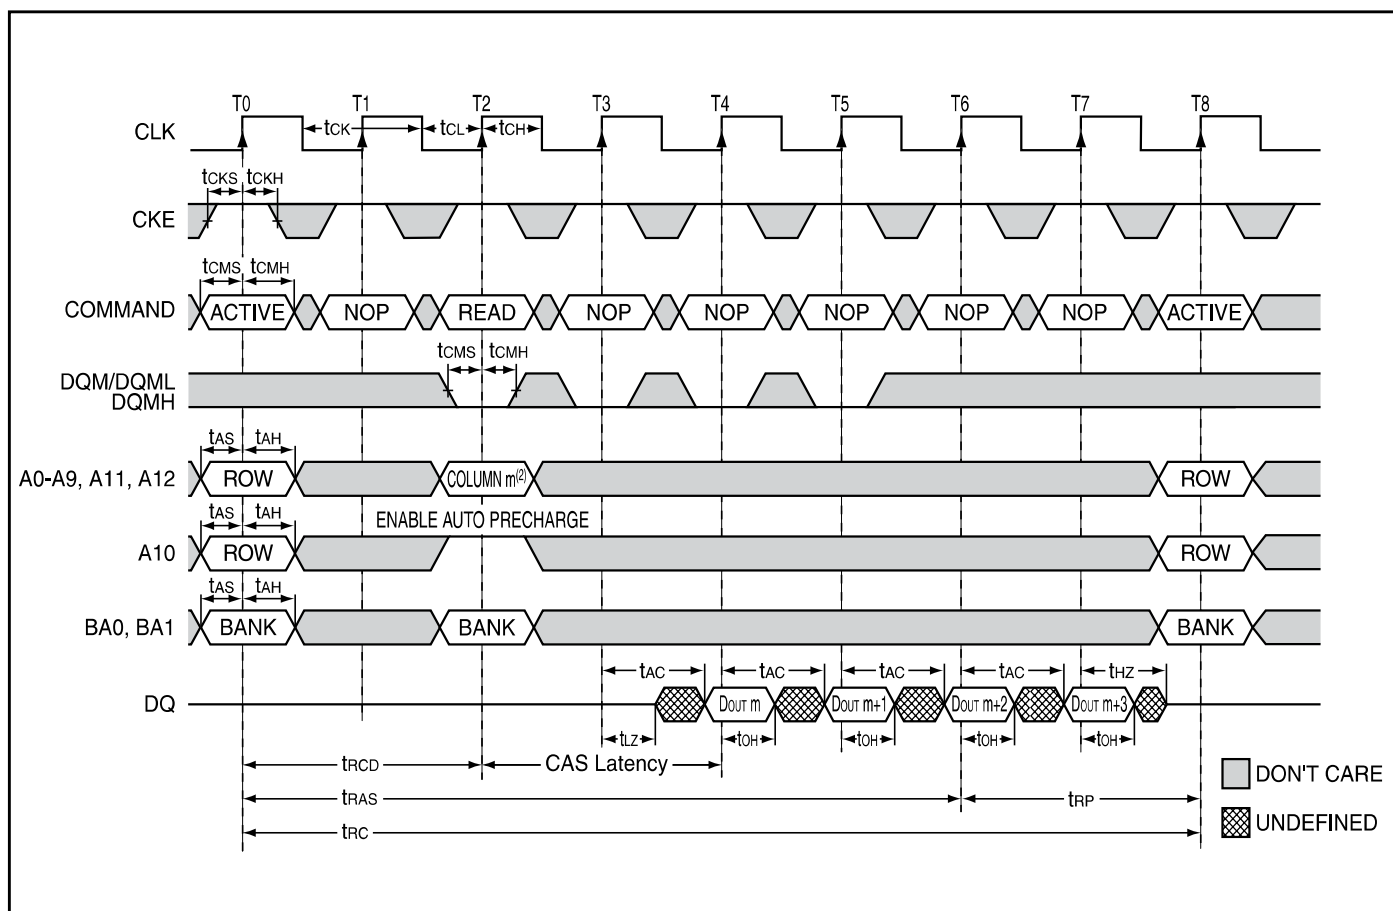 T0 T1 T2 T3 T4 T5 T6 T7 T8
CLK tCK tCL tCH
tCKS tCKH
CKE
tCMS tCMH
COMMAND ACTIVE NOP READ NOP NOP NOP NOP NOP ACTIVE
tCMS tCMH
DQM/DQML
DQMH
tAS tAH
A0-A9, A11, A12 ROW COLUMN m(2) ROW
tAS tAH ENABLE AUTO PRECHARGE
A10 ROW ROW
tAS tAH
BA0, BA1 BANK BANK BANK
tAC tAC tAC tAC tHZ
DQ DOUT m DOUT m+1 DOUT m+2 DOUT m+3
tLZ tOH tOH tOH tOH
tRCD CAS Latency
DON'T CARE
tRAS tRP
UNDEFINED
tRC